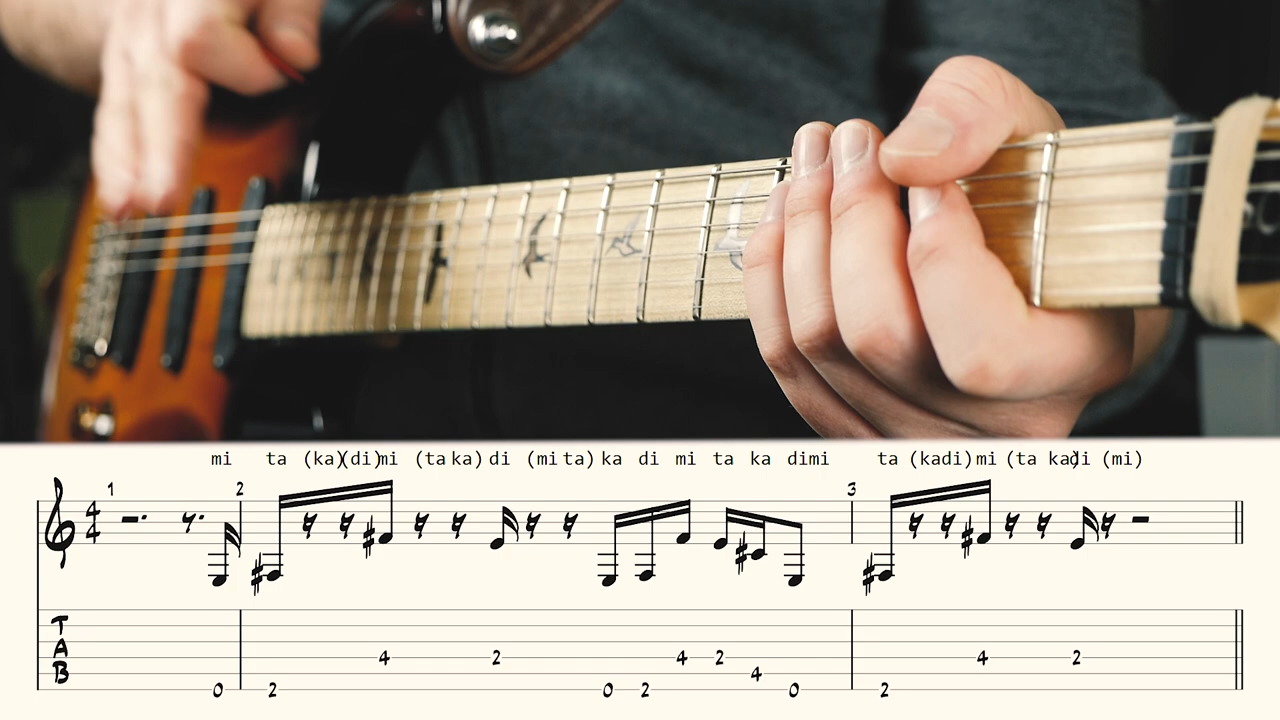 mi ta (ka)(di)mi (ta ka) di (mi ta) ka di mi ta ka dimi ta (kadi) mi (ta ka)di (mi)
1 2 3
4
4
T
A 4 2 4 2 4 2
B 4
0 2 0 2 0 2